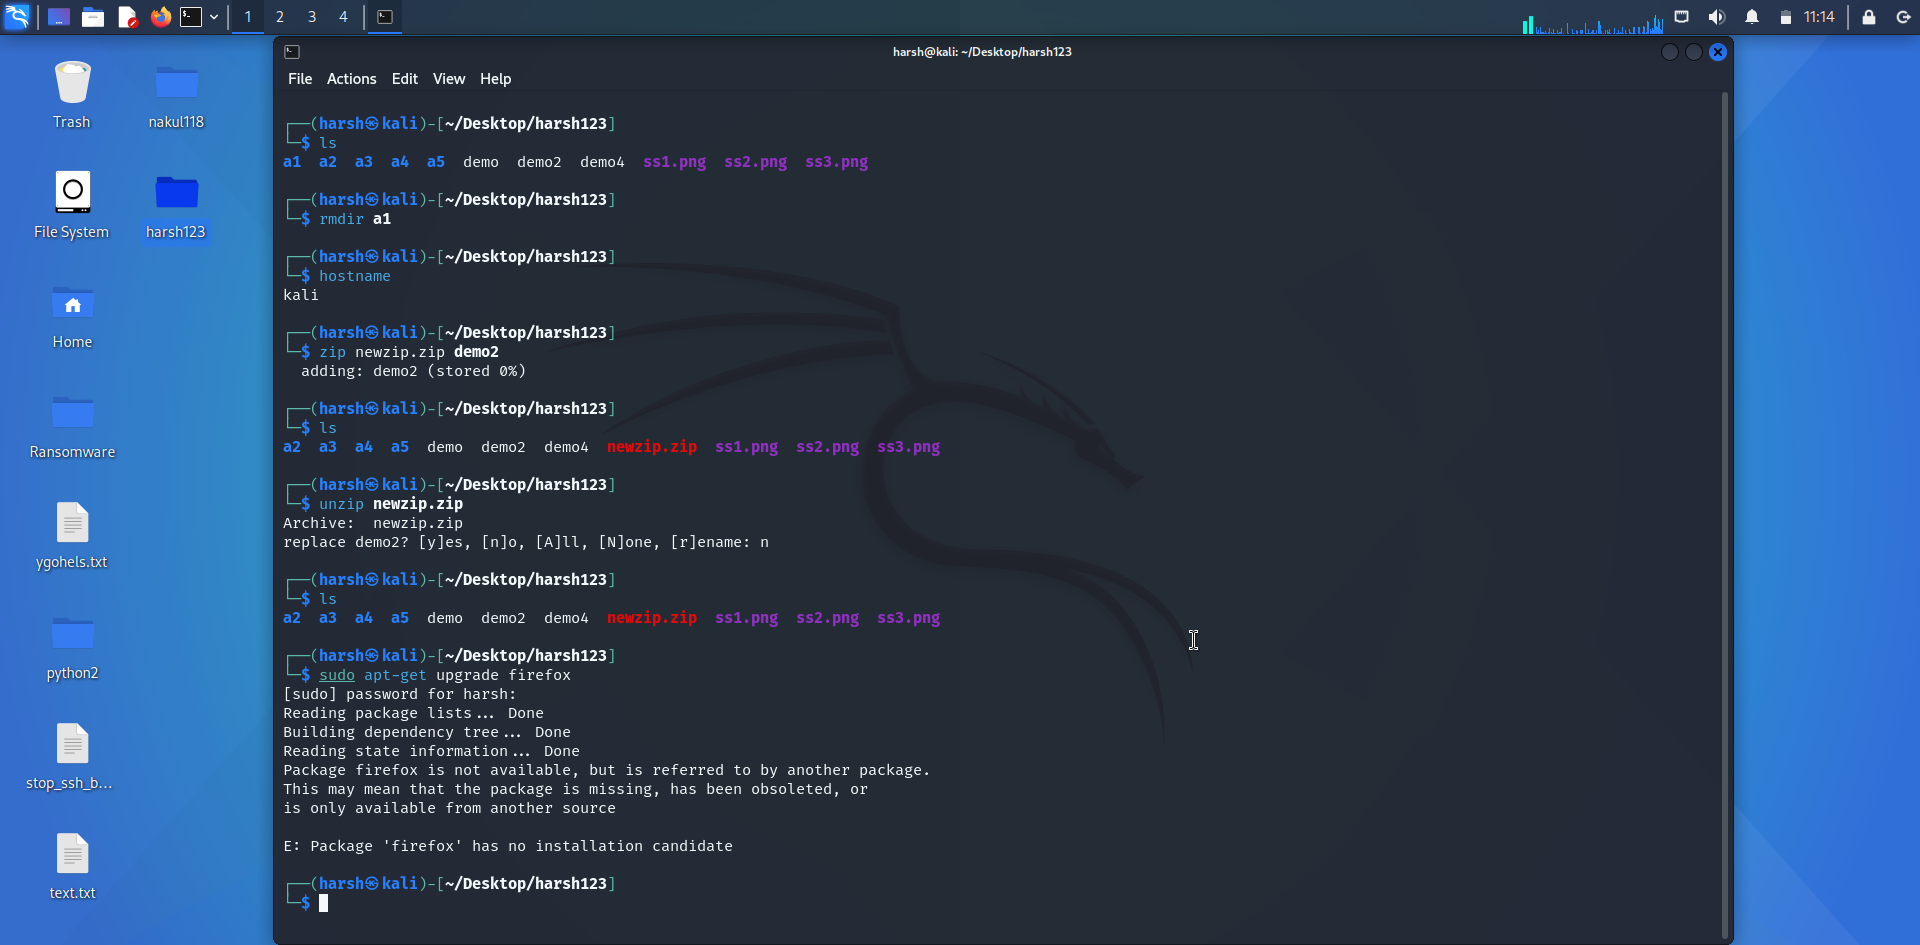 1 2 3 4
11:14
harsh@kali: ~/Desktop/harsh123
File Actions Edit View Help
Trash
nakul118
File System
harsh123
Home
Ransomware
ygohels.txt
python2
stop_ssh_b...
text.txt
┌──(harsh㉿kali)-[~/Desktop/harsh123]
└─$ ls
a1 a2 a3 a4 a5 demo demo2 demo4 ss1.png ss2.png ss3.png
┌──(harsh㉿kali)-[~/Desktop/harsh123]
└─$ rmdir a1
┌──(harsh㉿kali)-[~/Desktop/harsh123]
└─$ hostname
kali
┌──(harsh㉿kali)-[~/Desktop/harsh123]
└─$ zip newzip.zip demo2
adding: demo2 (stored 0%)
┌──(harsh㉿kali)-[~/Desktop/harsh123]
└─$ ls
a2 a3 a4 a5 demo demo2 demo4 newzip.zip ss1.png ss2.png ss3.png
┌──(harsh㉿kali)-[~/Desktop/harsh123]
└─$ unzip newzip.zip
Archive: newzip.zip
replace demo2? [y]es, [n]o, [A]ll, [N]one, [r]ename: n
┌──(harsh㉿kali)-[~/Desktop/harsh123]
└─$ ls
a2 a3 a4 a5 demo demo2 demo4 newzip.zip ss1.png ss2.png ss3.png
┌──(harsh㉿kali)-[~/Desktop/harsh123]
└─$ sudo apt-get upgrade firefox
[sudo] password for harsh:
Reading package lists... Done
Building dependency tree... Done
Reading state information... Done
Package firefox is not available, but is referred to by another package.
This may mean that the package is missing, has been obsoleted, or
is only available from another source
E: Package 'firefox' has no installation candidate
┌──(harsh㉿kali)-[~/Desktop/harsh123]
└─$